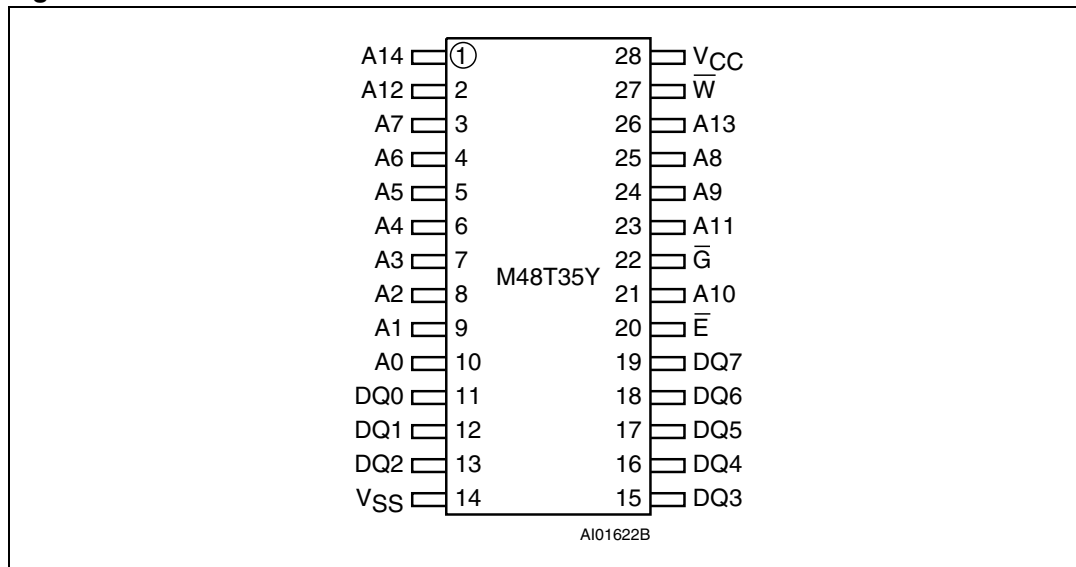 A14 1 28 VCC
A12 2 27 W̅
A7 3 26 A13
A6 4 25 A8
A5 5 24 A9
A4 6 23 A11
A3 7 22 G̅
M48T35Y
A2 8 21 A10
A1 9 20 E̅
A0 10 19 DQ7
DQ0 11 18 DQ6
DQ1 12 17 DQ5
DQ2 13 16 DQ4
VSS 14 15 DQ3
AI01622B